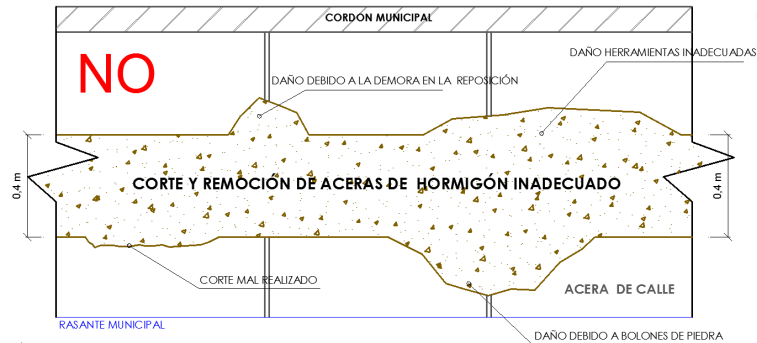 CORDÓN MUNICIPAL
NO
DAÑO HERRAMIENTAS INADECUADAS
DAÑO DEBIDO A LA DEMORA EN LA REPOSICIÓN
0,4 m
CORTE Y REMOCIÓN DE ACERAS DE HORMIGÓN INADECUADO
0,4 m
CORTE MAL REALIZADO
ACERA DE CALLE
RASANTE MUNICIPAL
DAÑO DEBIDO A BOLONES DE PIEDRA